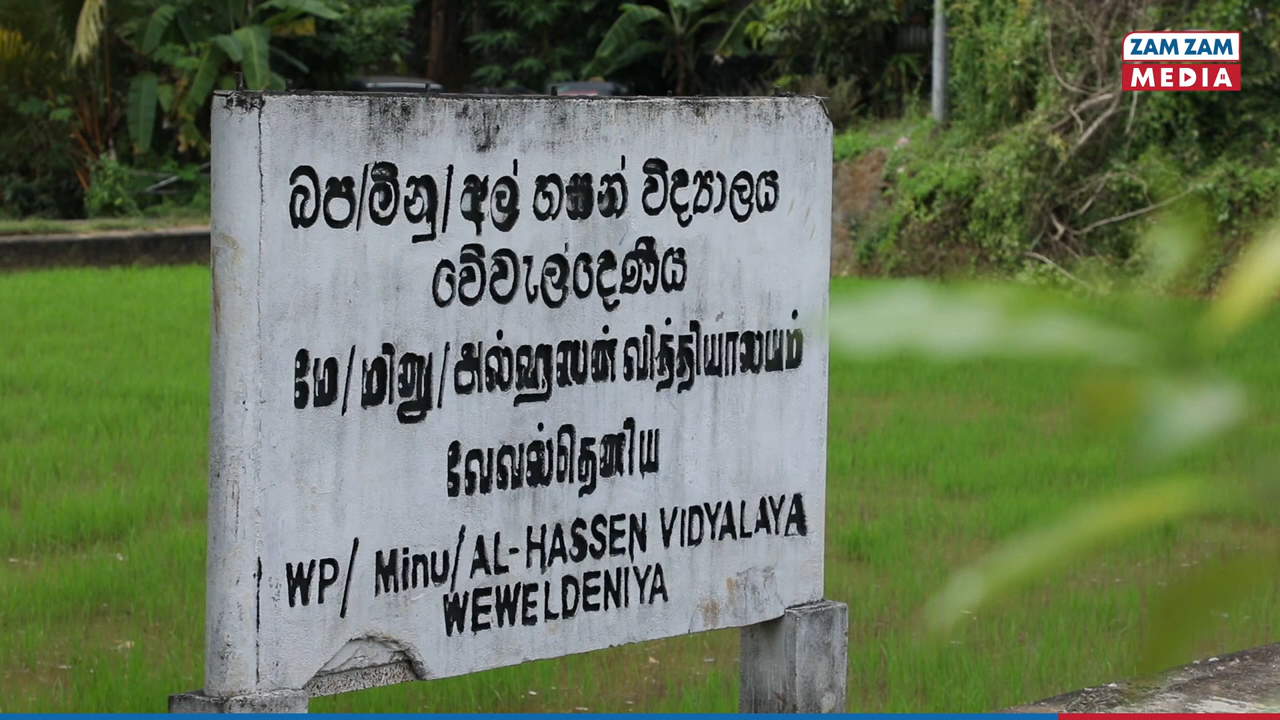 ZAM ZAM
MEDIA
බප/මිනු/අල් හසන් විද්‍යාලය
වේවැල්දෙණිය
மே/மினு/அல்ஹஸன் வித்தியாலயம்
வேவல்தெனிய
WP/ Minu/AL-HASSEN VIDYALAYA
WEWELDENIYA